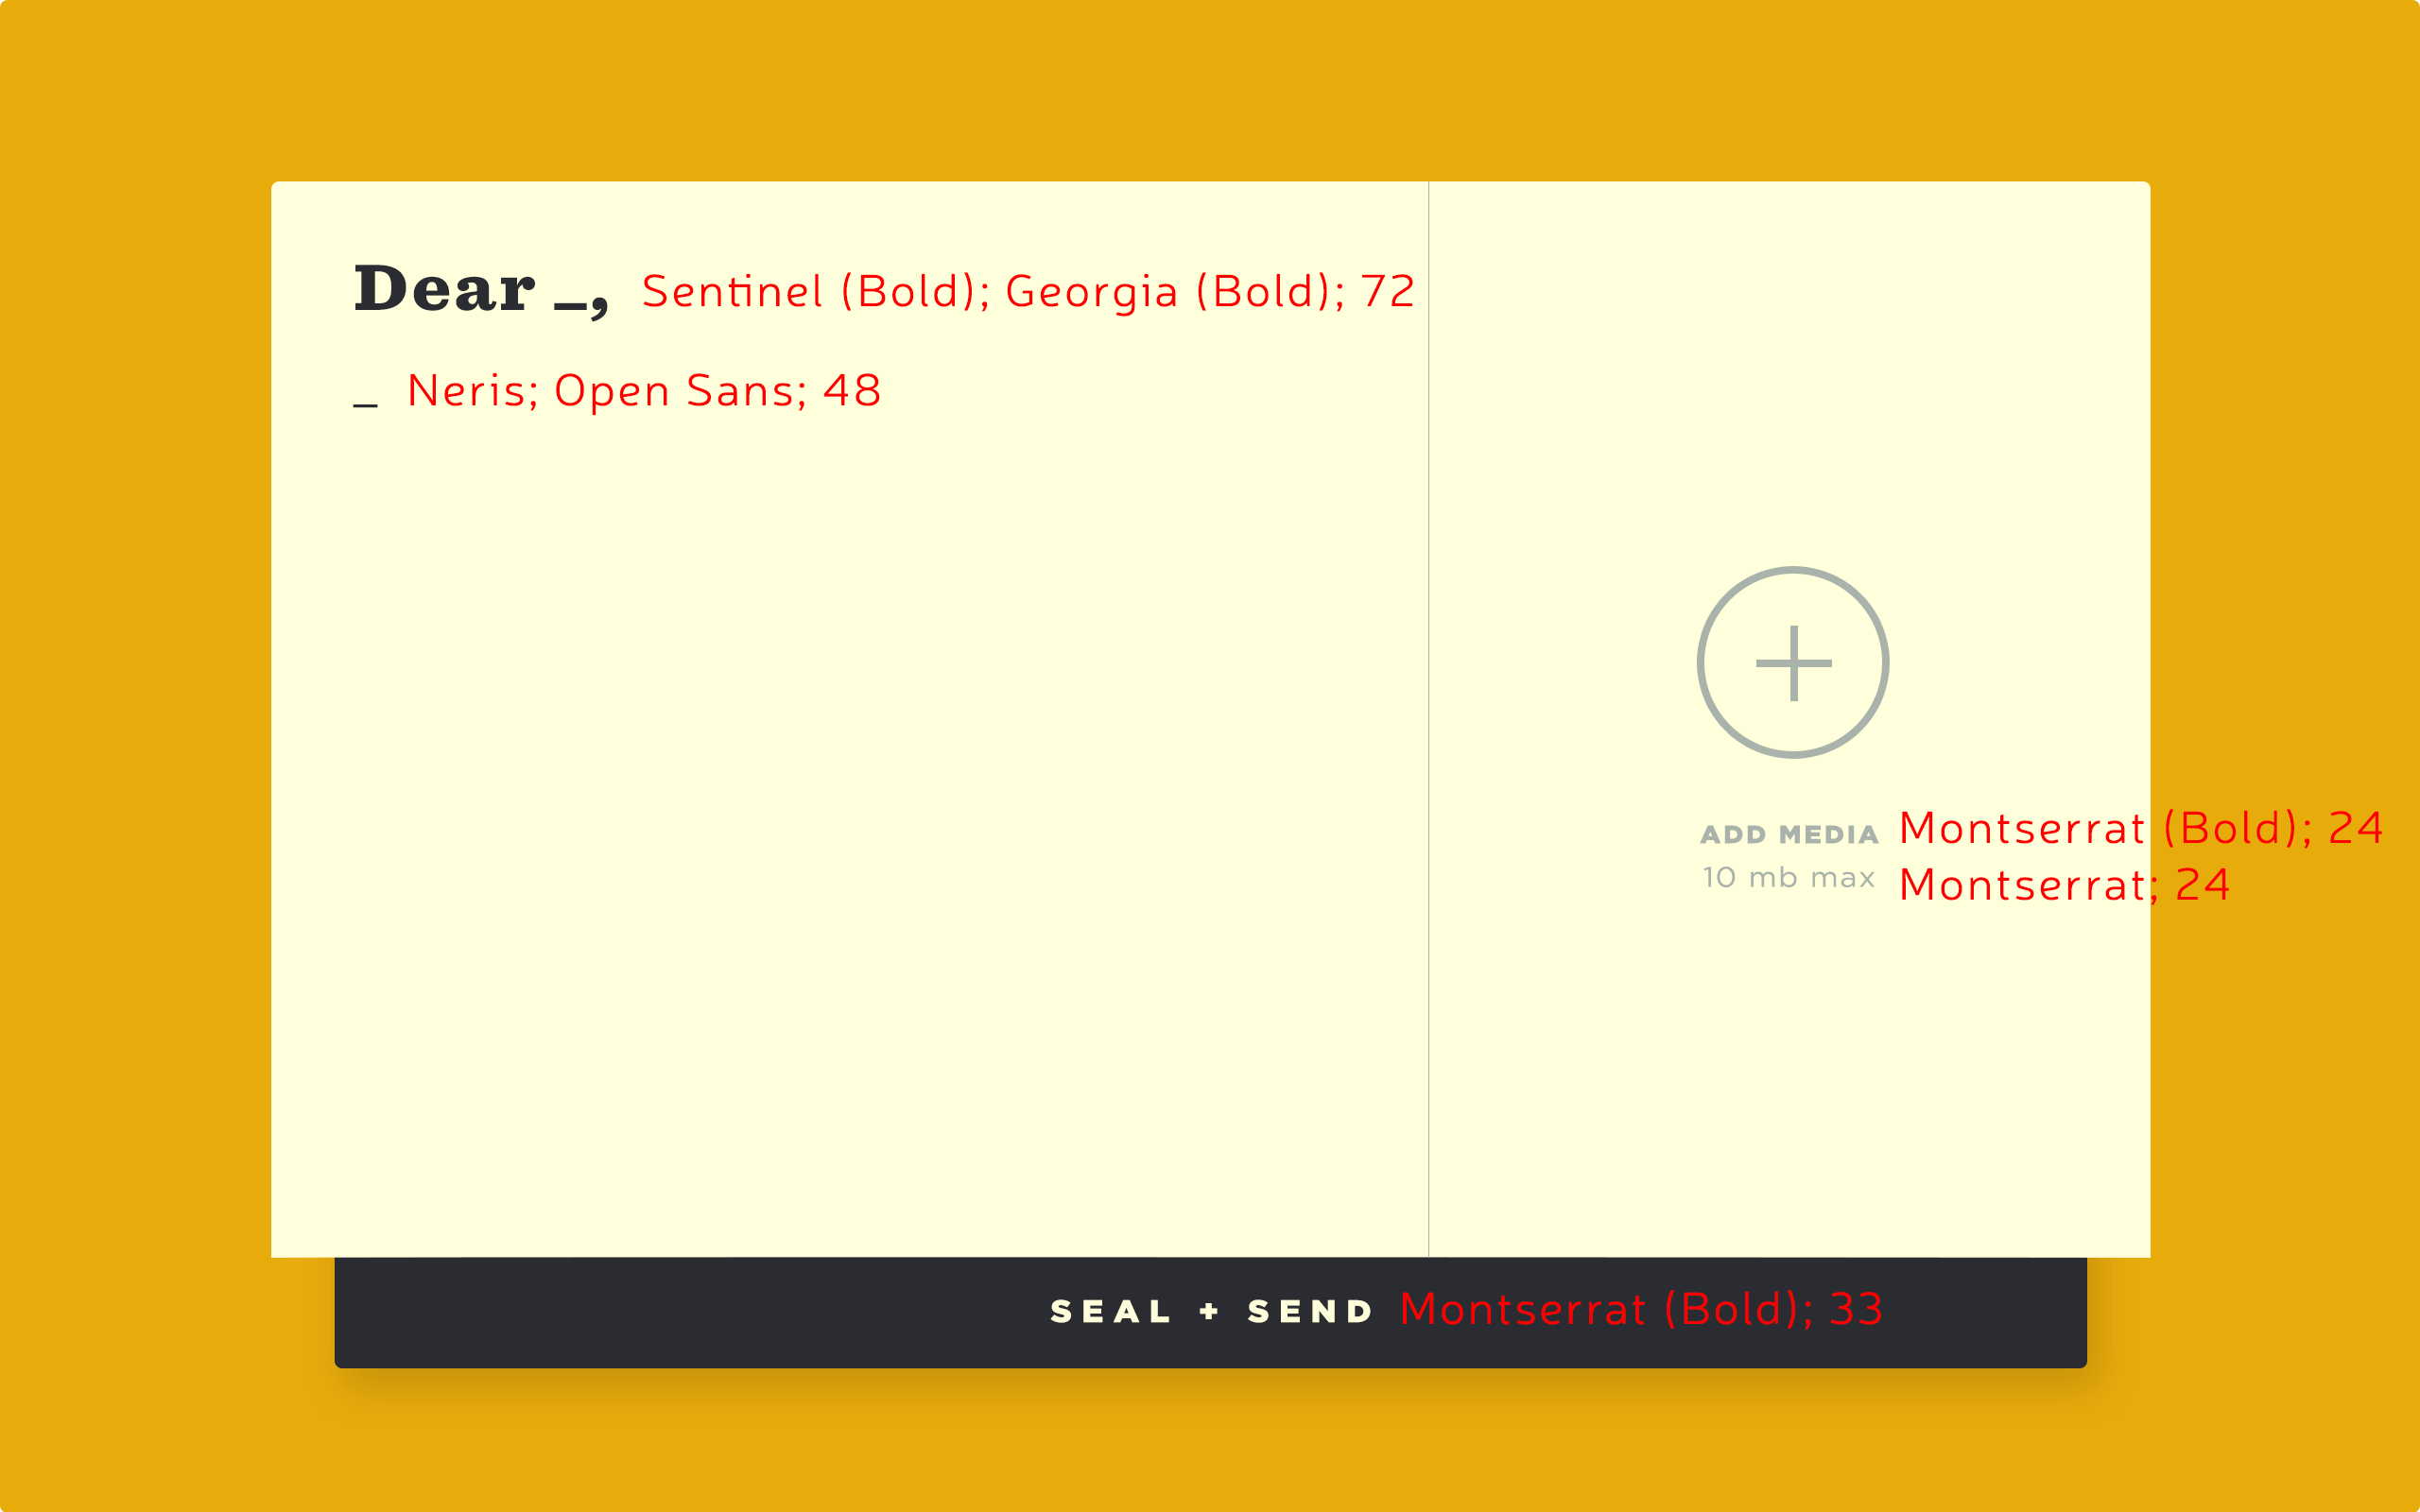 Dear _, Sentinel (Bold); Georgia (Bold); 72
_ Neris; Open Sans; 48
ADD MEDIA Montserrat (Bold); 24
10 mb max Montserrat; 24
SEAL + SEND Montserrat (Bold); 33